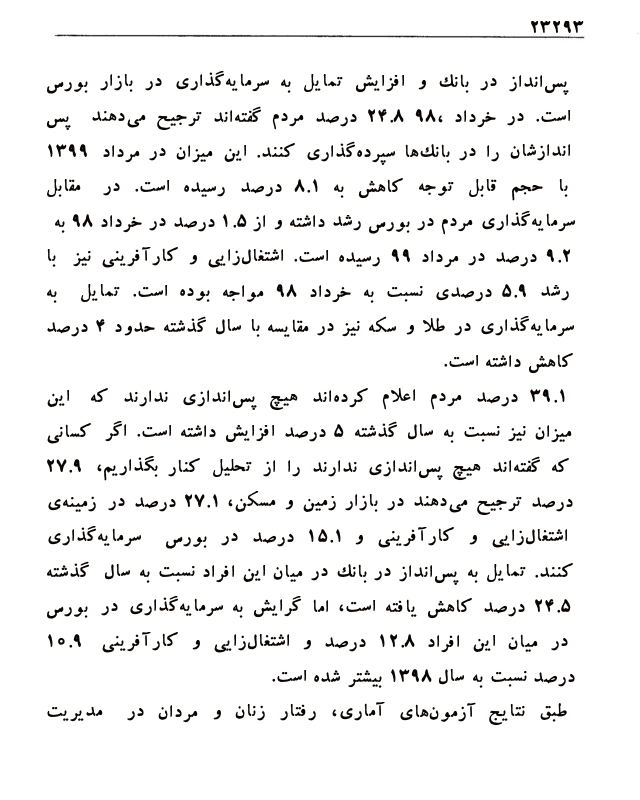 ۲۳۲۹۳
پس‌انداز در بانك و افزایش تمایل به سرمایه‌گذاری در بازار بورس
است. در خرداد ،۹۸ ۲۴.۸ درصد مردم گفته‌اند ترجیح می‌دهند پس
اندازشان را در بانك‌ها سپرده‌گذاری کنند. این میزان در مرداد ۱۳۹۹
با حجم قابل توجه کاهش به ۸.۱ درصد رسیده است. در مقابل
سرمایه‌گذاری مردم در بورس رشد داشته و از ۱.۵ درصد در خرداد ۹۸ به
۹.۲ درصد در مرداد ۹۹ رسیده است. اشتغال‌زایی و کارآفرینی نیز با
رشد ۵.۹ درصدی نسبت به خرداد ۹۸ مواجه بوده است. تمایل به
سرمایه‌گذاری در طلا و سکه نیز در مقایسه با سال گذشته حدود ۴ درصد
کاهش داشته است.
۳۹.۱ درصد مردم اعلام کرده‌اند هیچ پس‌اندازی ندارند که این
میزان نیز نسبت به سال گذشته ۵ درصد افزایش داشته است. اگر کسانی
که گفته‌اند هیچ پس‌اندازی ندارند را از تحلیل کنار بگذاریم، ۲۷.۹
درصد ترجیح می‌دهند در بازار زمین و مسکن، ۲۷.۱ درصد در زمینه‌ی
اشتغال‌زایی و کارآفرینی و ۱۵.۱ درصد در بورس سرمایه‌گذاری
کنند. تمایل به پس‌انداز در بانك در میان این افراد نسبت به سال گذشته
۲۴.۵ درصد کاهش یافته است، اما گرایش به سرمایه‌گذاری در بورس
در میان این افراد ۱۲.۸ درصد و اشتغال‌زایی و کارآفرینی ۱۰.۹
درصد نسبت به سال ۱۳۹۸ بیشتر شده است.
طبق نتایج آزمون‌های آماری، رفتار زنان و مردان در مدیریت